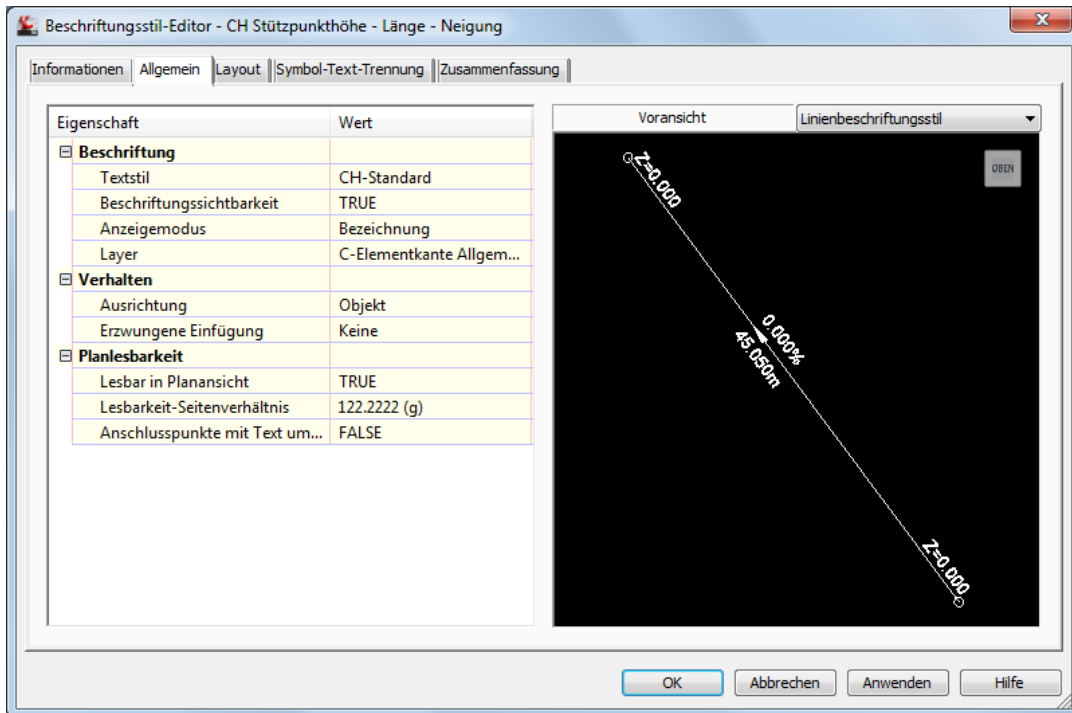 Beschriftungsstil-Editor - CH Stützpunkthöhe - Länge - Neigung
Informationen Allgemein Layout Symbol-Text-Trennung Zusammenfassung
Eigenschaft Wert
Beschriftung
Textstil CH-Standard
Beschriftungssichtbarkeit TRUE
Anzeigemodus Bezeichnung
Layer C-Elementkante Allgem...
Verhalten
Ausrichtung Objekt
Erzwungene Einfügung Keine
Planlesbarkeit
Lesbar in Planansicht TRUE
Lesbarkeit-Seitenverhältnis 122.2222 (g)
Anschlusspunkte mit Text um... FALSE
Voransicht Linienbeschriftungsstil
OBEN
Z=0.000
0.000%
45.050m
Z=0.000
OK Abbrechen Anwenden Hilfe